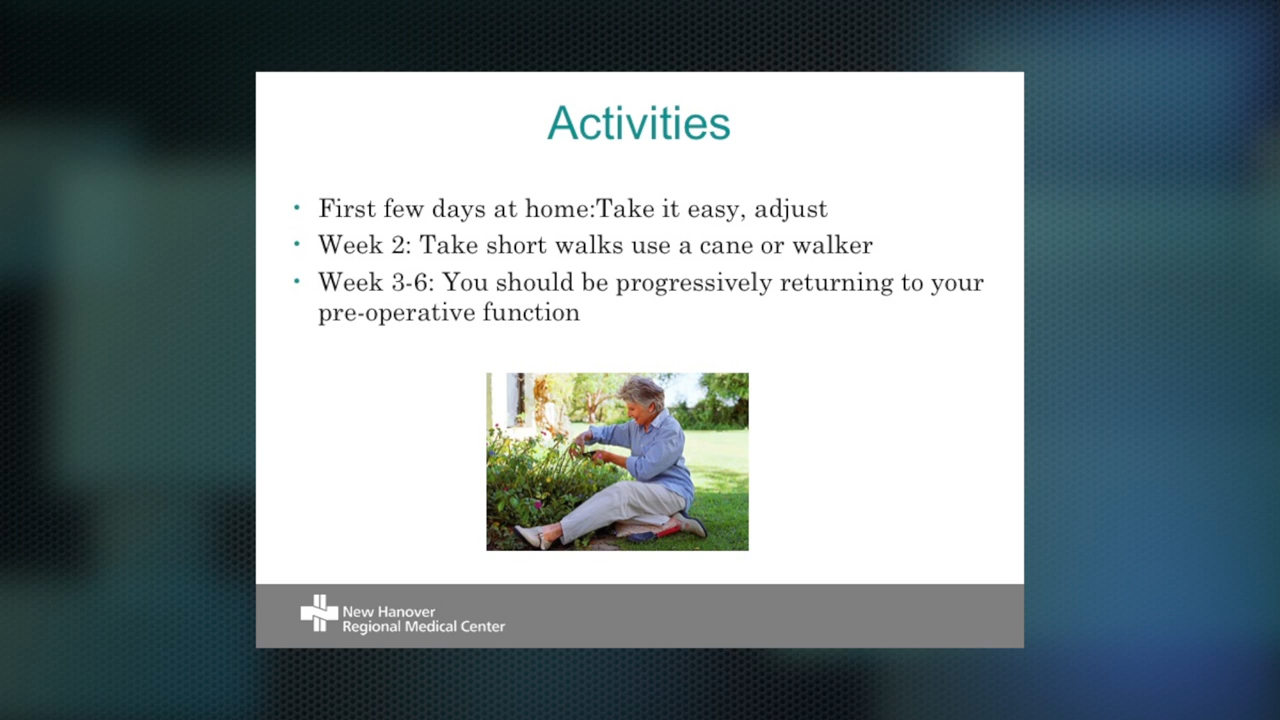 Activities
• First few days at home:Take it easy, adjust
• Week 2: Take short walks use a cane or walker
• Week 3-6: You should be progressively returning to your
pre-operative function
New Hanover
Regional Medical Center